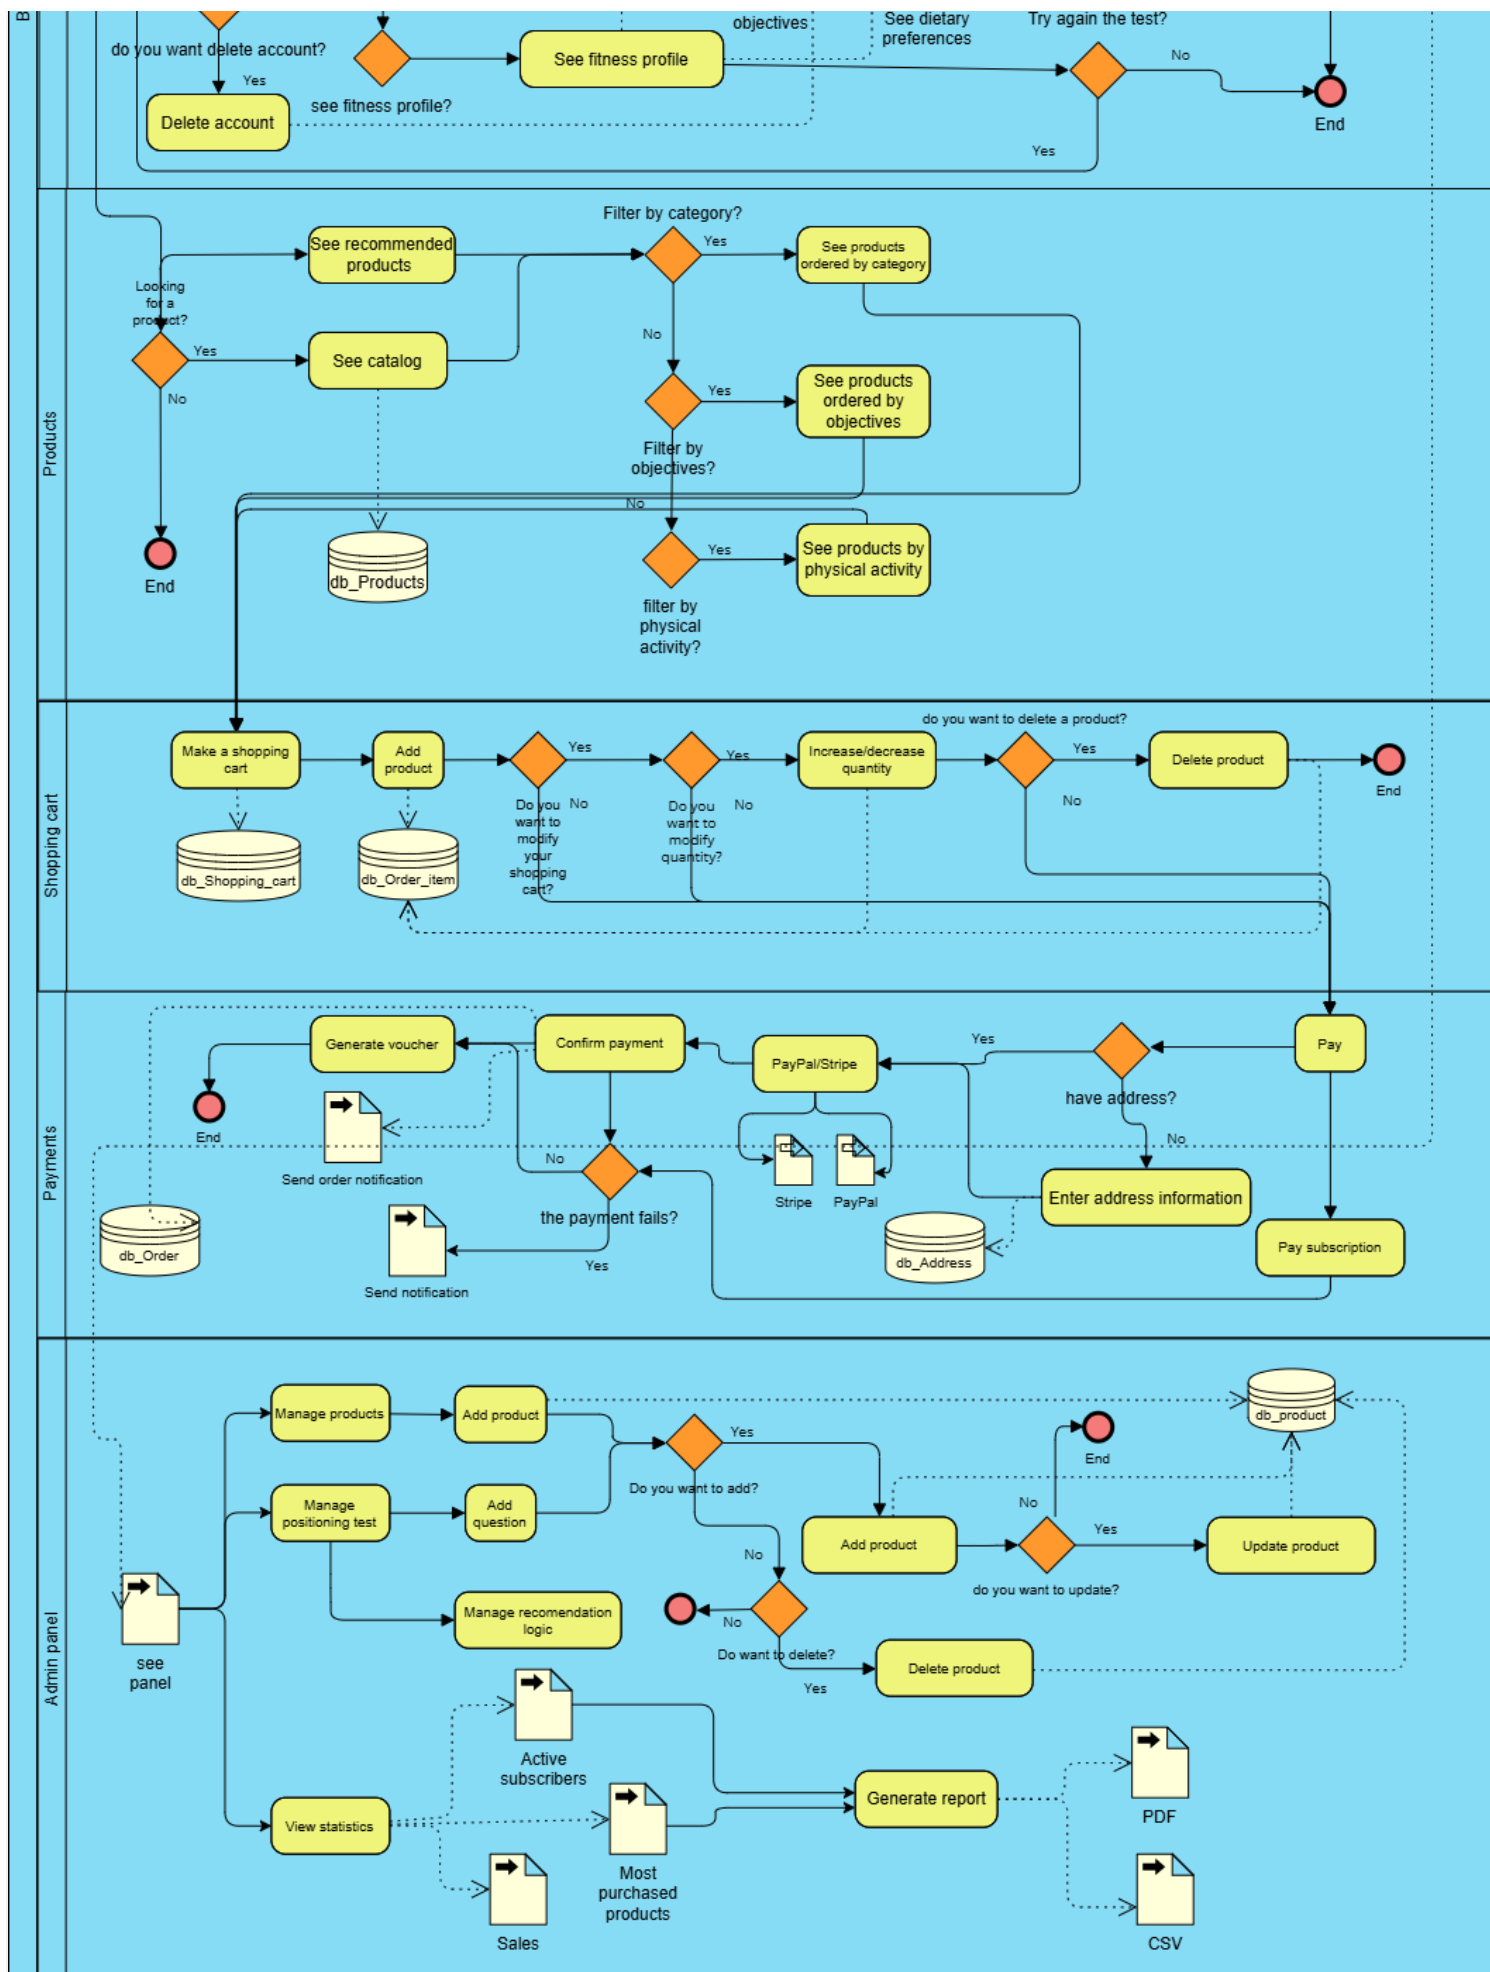 B
objectives
See dietary
preferences
Try again the test?
do you want delete account?
See fitness profile
No
Yes
see fitness profile?
Delete account
End
Yes
Products
Filter by category?
See recommended
products
Yes
See products
ordered by category
Looking
for a
product?
No
Yes
See catalog
No
Yes
See products
ordered by
objectives
Filter by
objectives?
No
End
db_Products
Yes
See products by
physical activity
filter by
physical
activity?
Shopping cart
do you want to delete a product?
Make a shopping
cart
Add
product
Yes
Yes
Increase/decrease
quantity
Yes
Delete product
End
Do you
want to
modify
your
shopping
cart?
No
Do you
want to
modify
quantity?
No
No
db_Shopping_cart
db_Order_item
Payments
Generate voucher
Confirm payment
PayPal/Stripe
Yes
Pay
have address?
End
No
Send order notification
No
Stripe
PayPal
Enter address information
the payment fails?
db_Order
Yes
db_Address
Pay subscription
Send notification
Admin panel
Manage products
Add product
Yes
db_product
End
Do you want to add?
Manage
positioning test
Add
question
No
Add product
Yes
Update product
No
do you want to update?
Manage recomendation
logic
No
Do want to delete?
see
panel
Delete product
Yes
Active
subscribers
Generate report
PDF
View statistics
Most
purchased
products
Sales
CSV